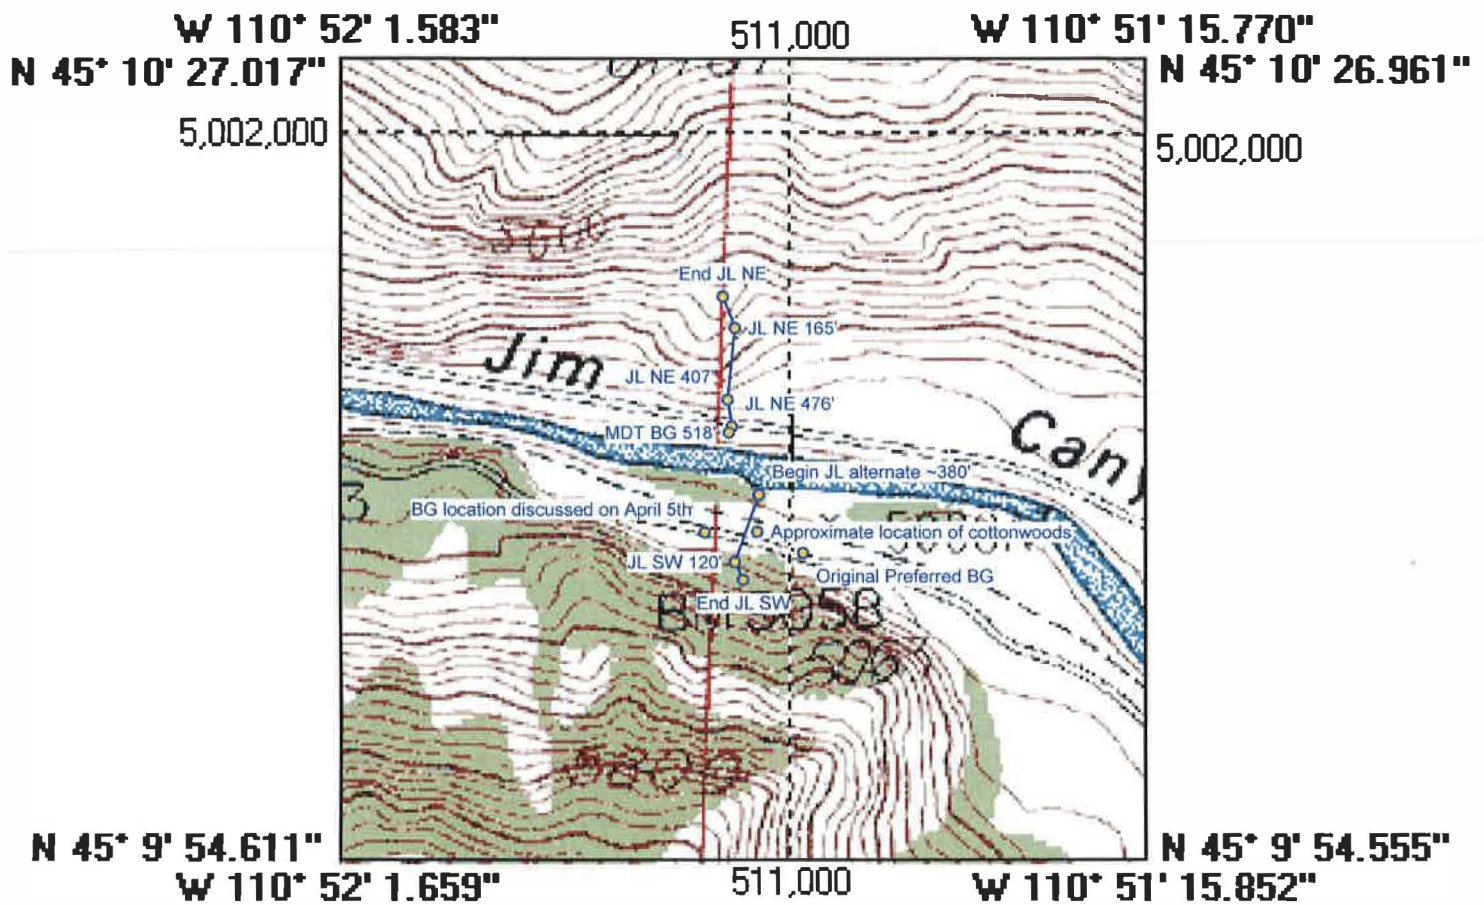 W 110° 52' 1.583"
511,000
W 110° 51' 15.770"
N 45° 10' 27.017"
N 45° 10' 26.961"
5,002,000
5,002,000
End JL NE
JL NE 165'
Jim
JL NE 407'
JL NE 476'
MDT BG 518'
Cany
Begin JL alternate ~380'
3
BG location discussed on April 5th
Approximate location of cottonwoods
JL SW 120'
Original Preferred BG
End JL SW
5058
N 45° 9' 54.611"
N 45° 9' 54.555"
W 110° 52' 1.659"
511,000
W 110° 51' 15.852"